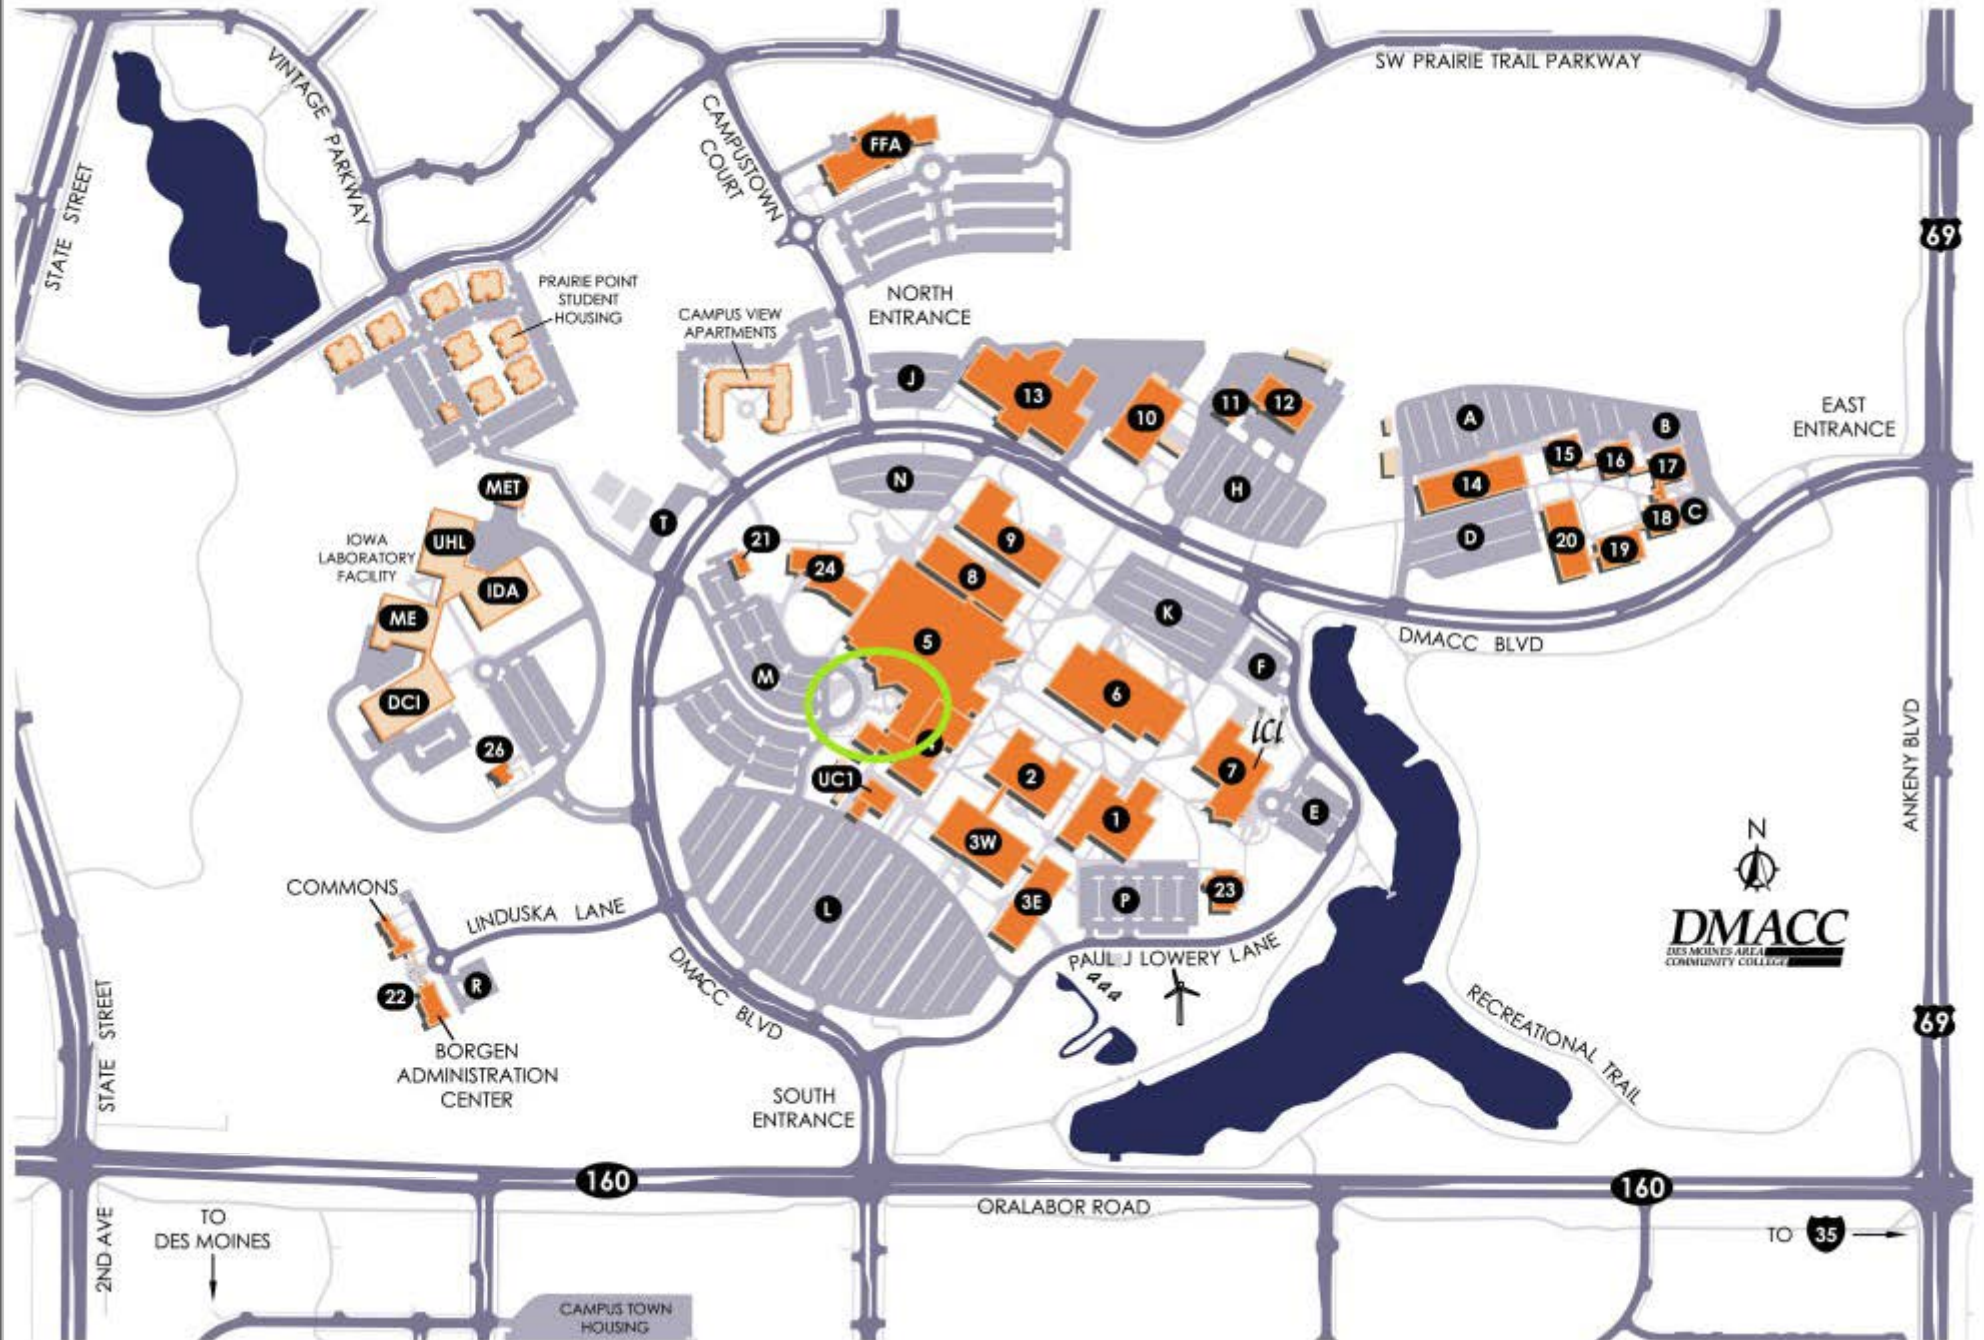 SW PRAIRIE TRAIL PARKWAY
VINTAGE PARKWAY
STATE STREET
CAMPUSTOWN
COURT
FFA
69
PRAIRIE POINT
STUDENT
HOUSING
CAMPUS VIEW
APARTMENTS
NORTH
ENTRANCE
J
13
10
11
12
A
B
EAST
ENTRANCE
15
16
17
14
C
18
D
20
19
N
H
MET
T
UHL
IOWA
LABORATORY
FACILITY
IDA
ME
DCI
26
21
24
9
8
5
K
F
6
M
DMACC BLVD
ICI
7
E
4
UC1
2
1
3W
3E
P
23
L
ANKENY BLVD
N
DMACC
DES MOINES AREA
COMMUNITY COLLEGE
COMMONS
LINDUSKA LANE
22
R
BORGEN
ADMINISTRATION
CENTER
DMACC BLVD
PAUL J LOWERY LANE
RECREATIONAL TRAIL
69
STATE STREET
SOUTH
ENTRANCE
160
160
ORALABOR ROAD
2ND AVE
TO
DES MOINES
TO 35
CAMPUS TOWN
HOUSING